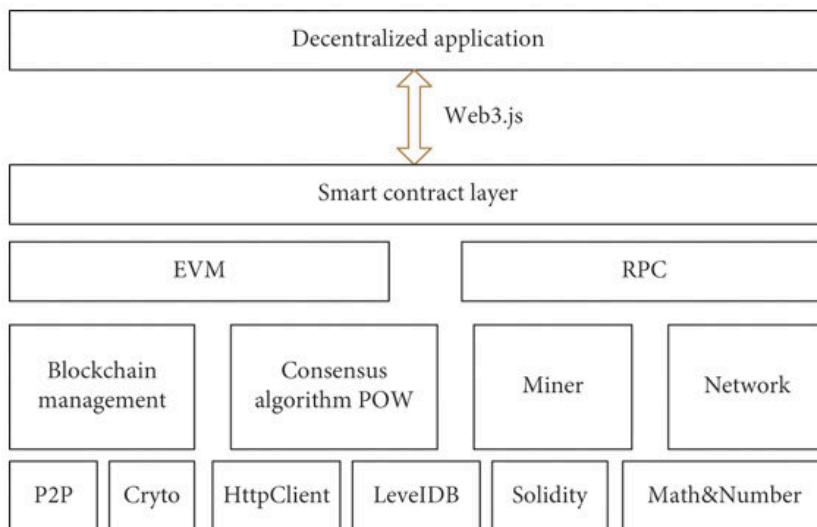 Decentralized application
Web3.js
Smart contract layer
EVM
RPC
Blockchain
management
Consensus
algorithm POW
Miner
Network
P2P
Cryto
HttpClient
LeveIDB
Solidity
Math&Number